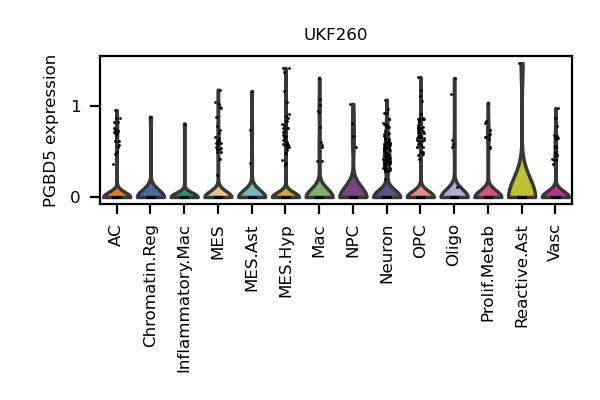 UKF260
PGBD5 expression
1
0
AC
Chromatin.Reg
Inflammatory.Mac
MES
MES.Ast
MES.Hyp
Mac
NPC
Neuron
OPC
Oligo
Prolif.Metab
Reactive.Ast
Vasc